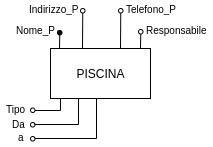 Indirizzo_P
Telefono_P
Nome_P
Responsabile
PISCINA
Tipo
Da
a